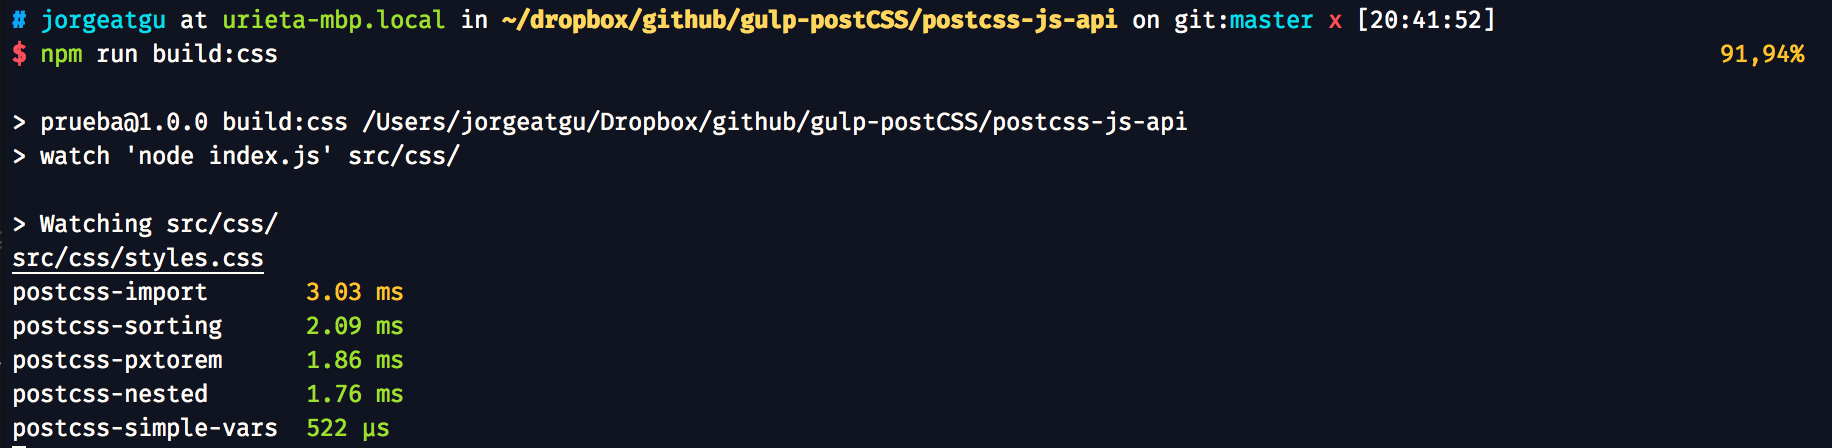 # jorgeatgu at urieta-mbp.local in ~/dropbox/github/gulp-postCSS/postcss-js-api on git:master x [20:41:52]
$ npm run build:css 91,94%
> prueba@1.0.0 build:css /Users/jorgeatgu/Dropbox/github/gulp-postCSS/postcss-js-api
> watch 'node index.js' src/css/
> Watching src/css/
src/css/styles.css
postcss-import 3.03 ms
postcss-sorting 2.09 ms
postcss-pxtorem 1.86 ms
postcss-nested 1.76 ms
postcss-simple-vars 522 μs